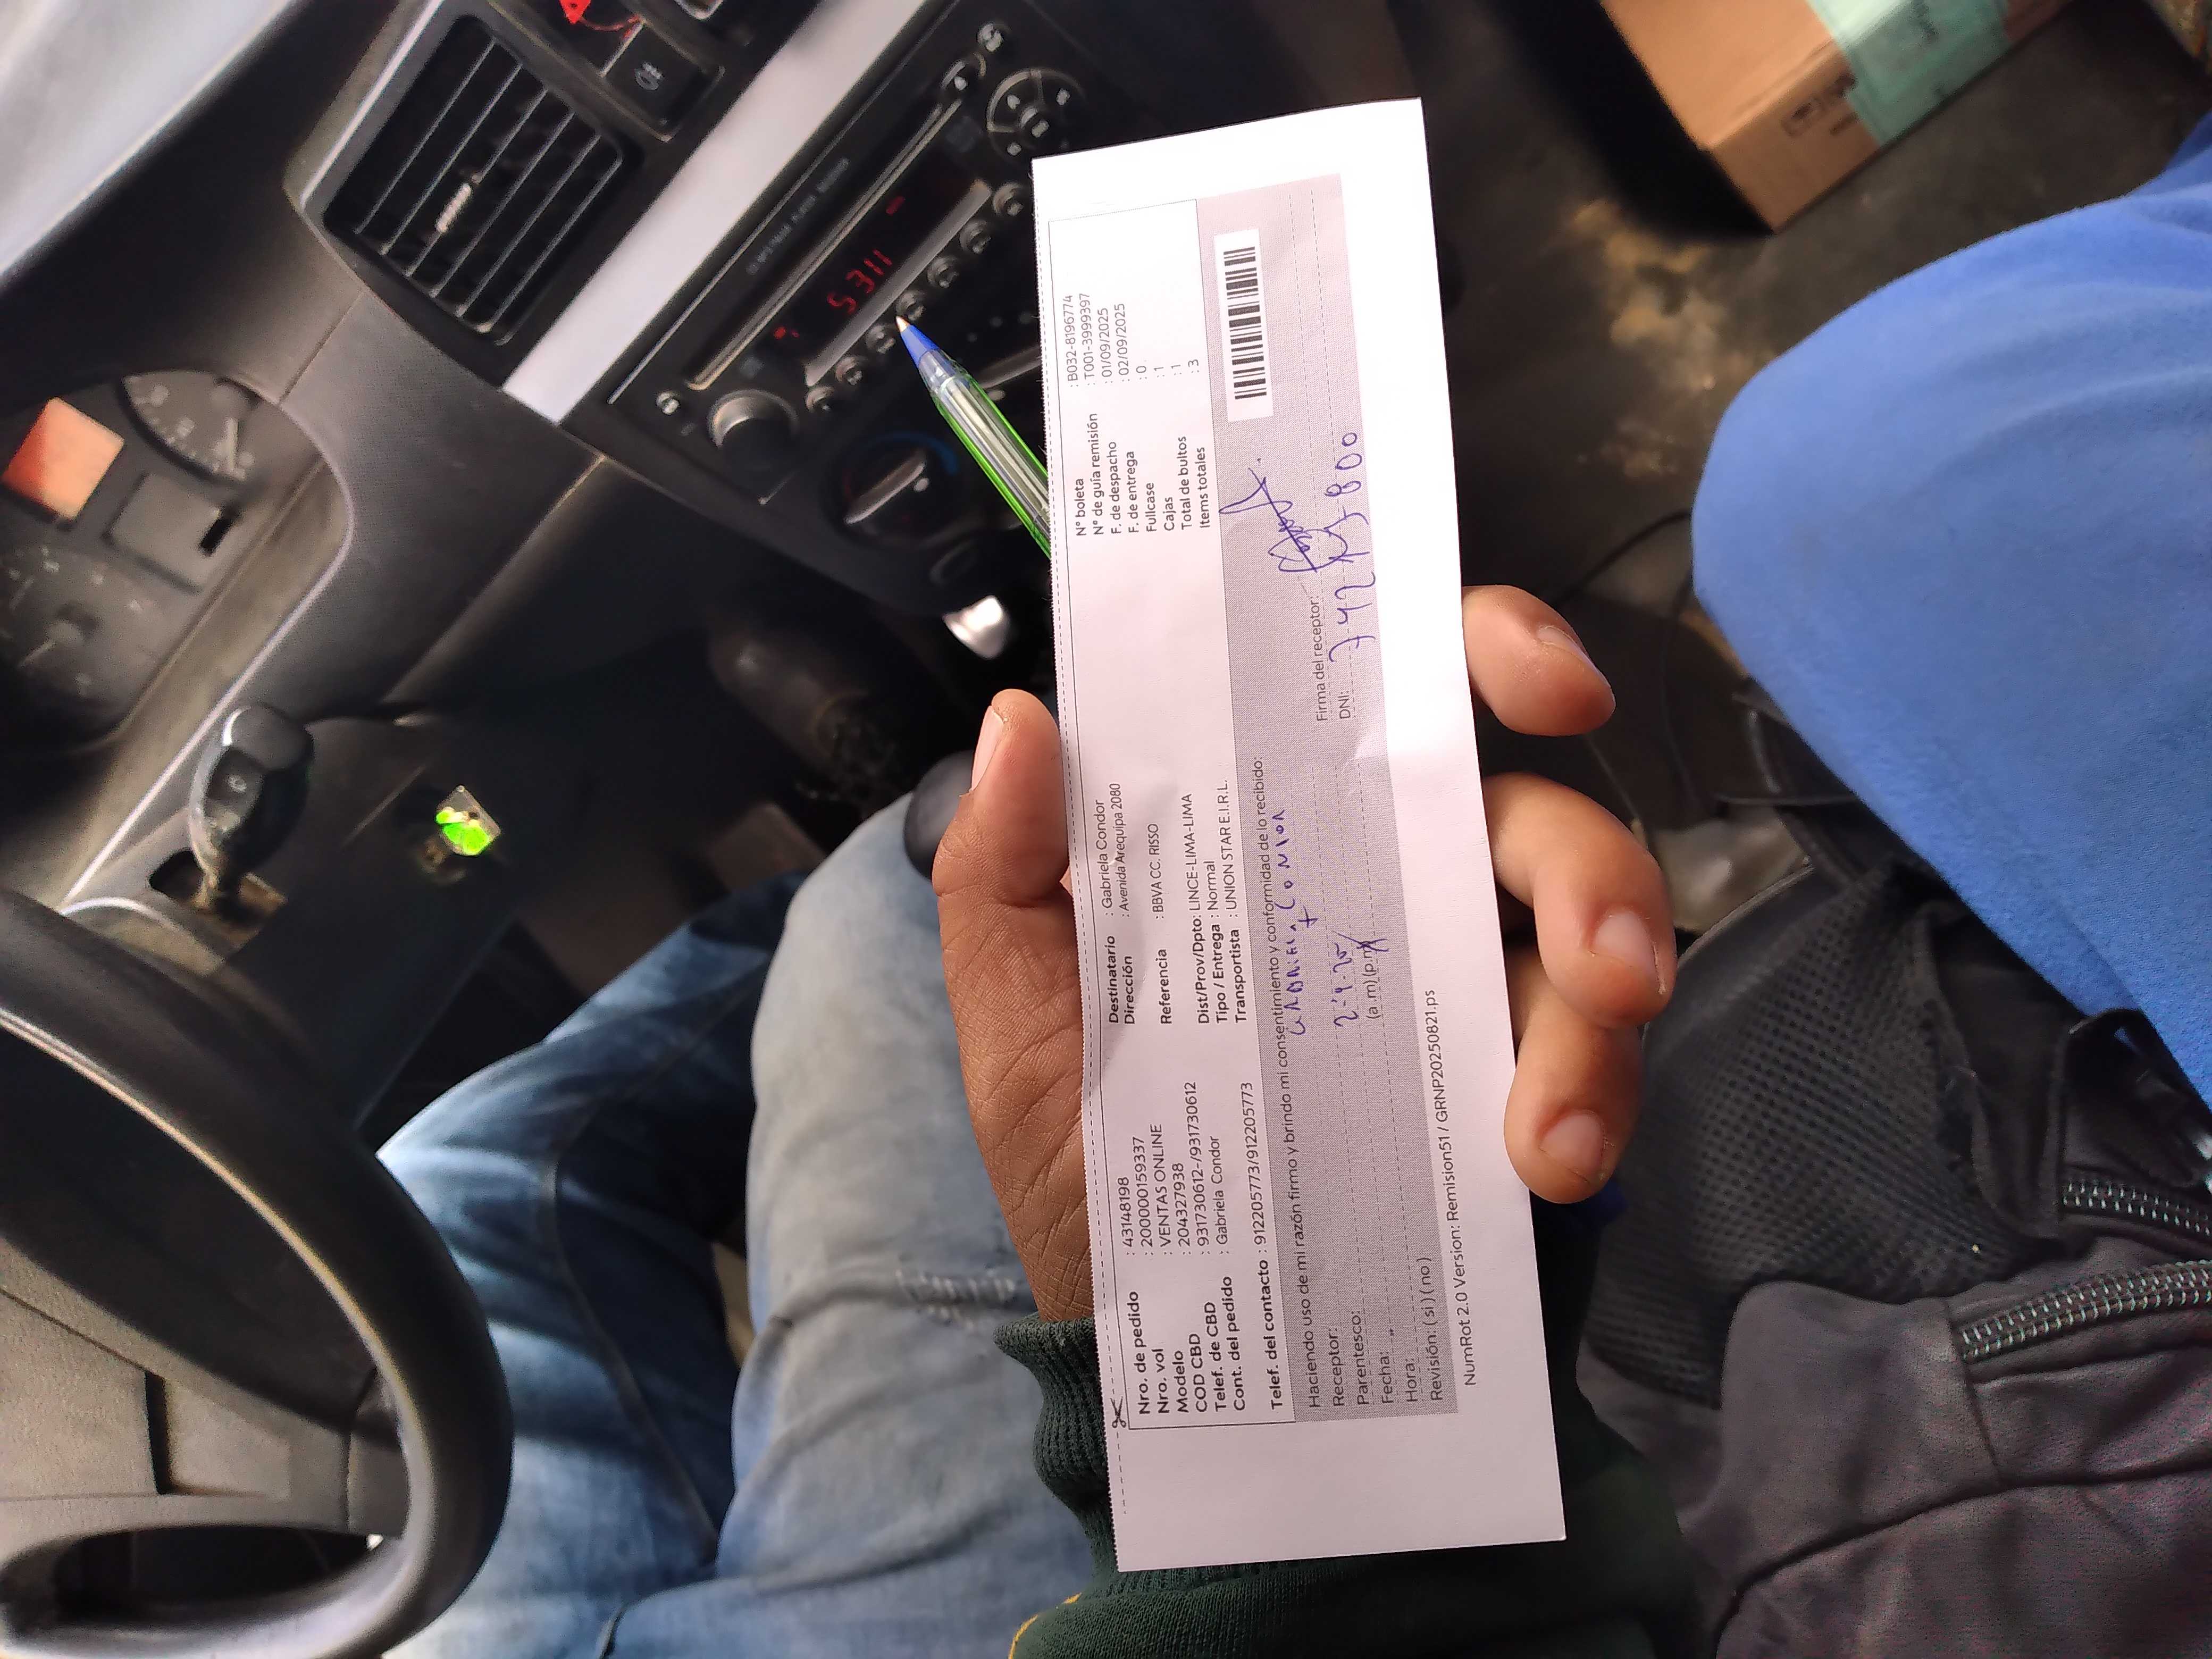 Nro. de pedido : 43148198
Nro. vol : 200000159337
Modelo : VENTAS ONLINE
COD CBD : 204327938
Telef. de CBD : 931730612-/931730612
Cont. del pedido : Gabriela Condor
Telef. del contacto : 912205773/912205773
Destinatario : Gabriela Condor
Dirección : Avenida Arequipa 2080
Referencia : BBVA CC. RISSO
Dist/Prov/Dpto: LINCE-LIMA-LIMA
Tipo / Entrega : Normal
Transportista : UNION STAR E.I.R.L.
N° boleta : B032-8196774
N° de guía remisión : T001-3999397
F. de despacho : 01/09/2025
F. de entrega : 02/09/2025
Fullcase : 0
Cajas : 1
Total de bultos : 1
Items totales : 3
Haciendo uso de mi razón firmo y brindo mi consentimiento y conformidad de lo recibido:
Receptor:
Parentesco:
Fecha:
Hora: (a.m)(p.m)
Revisión: ( si ) ( no )
Firma del receptor:
DNI:
NumRot 2.0 Version: Remision51 / GRNP20250821.ps
5311